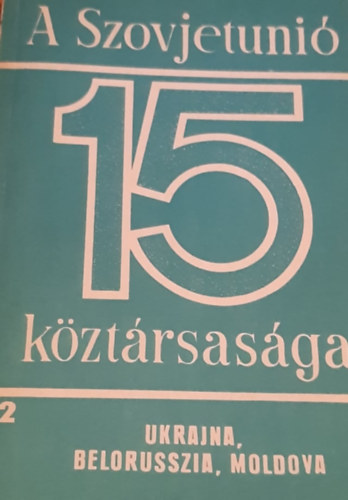 A Szovjetunió
15
köztársasága
2
UKRAJNA,
BELORUSSZIA, MOLDOVA